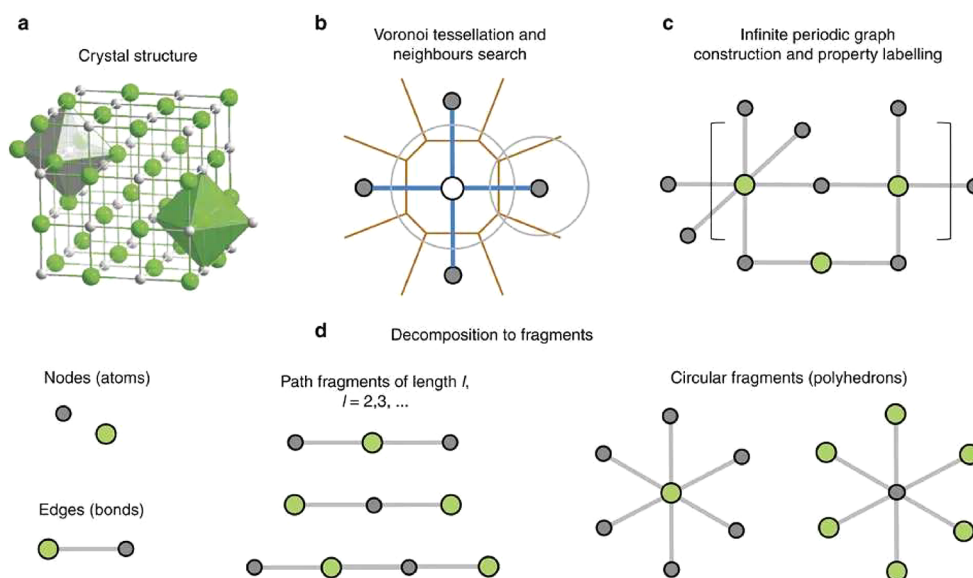 a
Crystal structure
b
Voronoi tessellation and
neighbours search
c
Infinite periodic graph
construction and property labelling
d
Decomposition to fragments
Nodes (atoms)
Edges (bonds)
Path fragments of length l,
l = 2,3, ...
Circular fragments (polyhedrons)